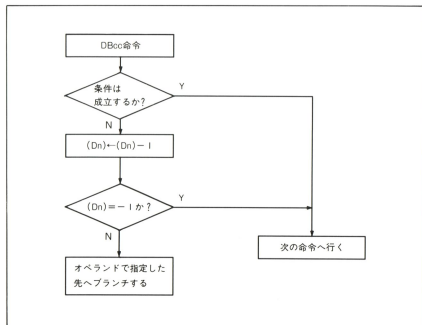 DBcc命令
条件は
成立するか?
Y
N
(Dn)←(Dn)−1
(Dn)=−1か?
Y
N
次の命令へ行く
オペランドで指定した
先へブランチする